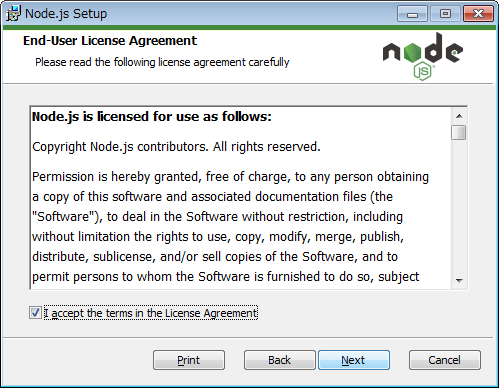 Node.js Setup
End-User License Agreement
Please read the following license agreement carefully
node
JS
Node.js is licensed for use as follows:
Copyright Node.js contributors. All rights reserved.
Permission is hereby granted, free of charge, to any person obtaining
a copy of this software and associated documentation files (the
"Software"), to deal in the Software without restriction, including
without limitation the rights to use, copy, modify, merge, publish,
distribute, sublicense, and/or sell copies of the Software, and to
permit persons to whom the Software is furnished to do so, subject
I accept the terms in the License Agreement
Print
Back
Next
Cancel